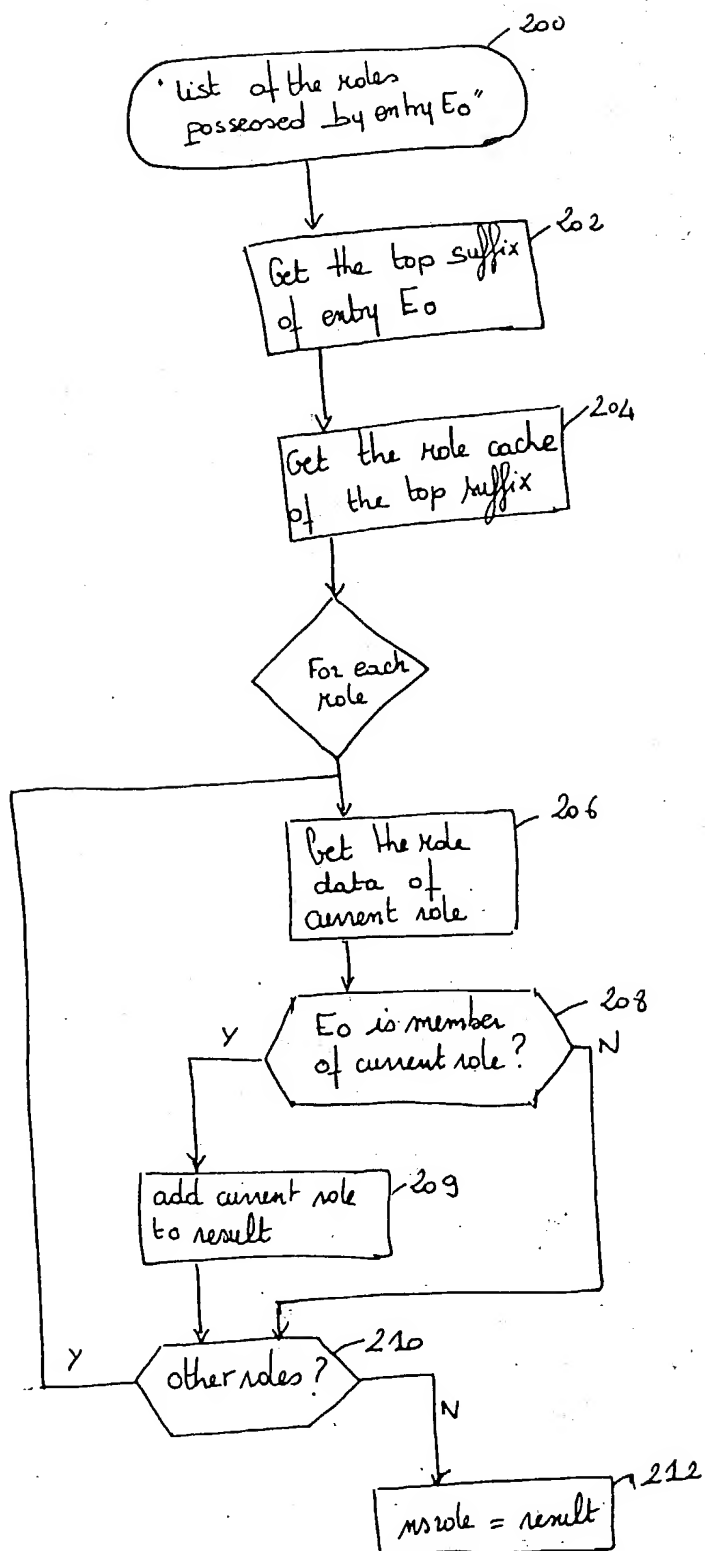 200
"list of the roles
possessed by entry E0"
202
Get the top suffix
of entry E0
204
Get the role cache
of the top suffix
For each
role
206
Get the role
data of
current role
208
E0 is member
of current role?
Y
N
209
add current role
to result
210
other roles?
Y
N
212
nsrole = result